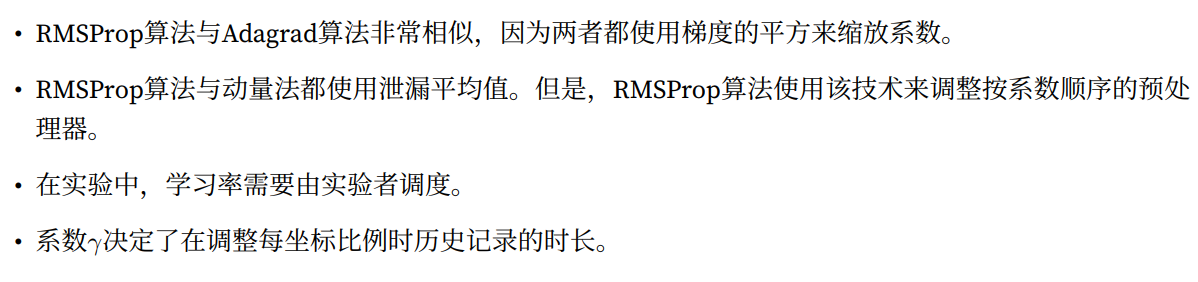 • RMSProp算法与Adagrad算法非常相似，因为两者都使用梯度的平方来缩放系数。
• RMSProp算法与动量法都使用泄漏平均值。但是，RMSProp算法使用该技术来调整按系数顺序的预处
理器。
• 在实验中，学习率需要由实验者调度。
• 系数γ决定了在调整每坐标比例时历史记录的时长。